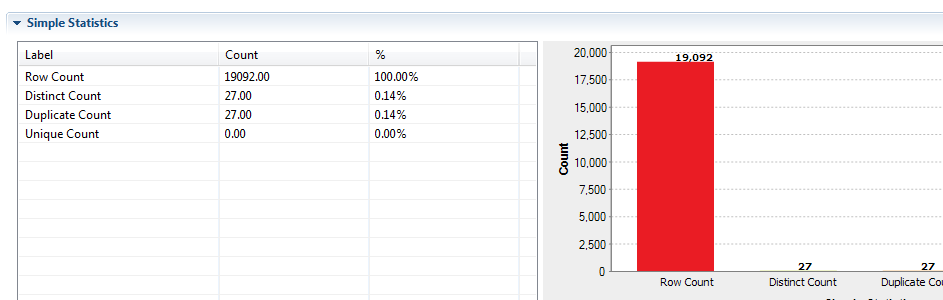 Simple Statistics
Label Count %
Row Count 19092.00 100.00%
Distinct Count 27.00 0.14%
Duplicate Count 27.00 0.14%
Unique Count 0.00 0.00%
20,000
17,500
15,000
12,500
10,000
7,500
5,000
2,500
0
Count
19,092
27
27
Row Count Distinct Count Duplicate Cou